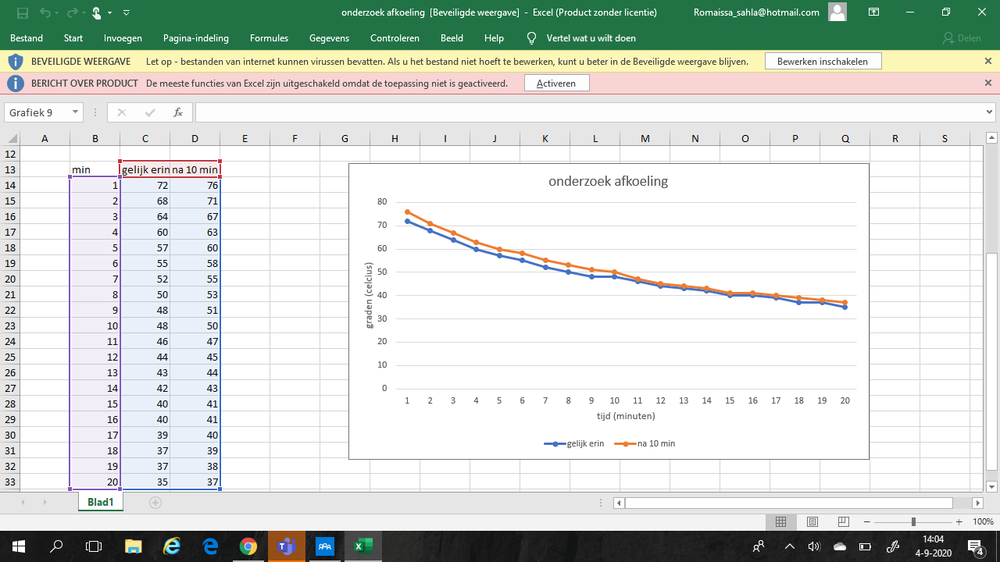 onderzoek afkoeling [Beveiligde weergave] - Excel (Product zonder licentie) Romaissa_sahla@hotmail.com
Bestand Start Invoegen Pagina-indeling Formules Gegevens Controleren Beeld Help Vertel wat u wilt doen Delen
BEVEILIGDE WEERGAVE Let op - bestanden van internet kunnen virussen bevatten. Als u het bestand niet hoeft te bewerken, kunt u beter in de Beveiligde weergave blijven. Bewerken inschakelen
BERICHT OVER PRODUCT De meeste functies van Excel zijn uitgeschakeld omdat de toepassing niet is geactiveerd. Activeren
Grafiek 9 fx
A B C D E F G H I J K L M N O P Q R S
12
13 min gelijk erin na 10 min
14 1 72 76
15 2 68 71
16 3 64 67
17 4 60 63
18 5 57 60
19 6 55 58
20 7 52 55
21 8 50 53
22 9 48 51
23 10 48 50
24 11 46 47
25 12 44 45
26 13 43 44
27 14 42 43
28 15 40 41
29 16 40 41
30 17 39 40
31 18 37 39
32 19 37 38
33 20 35 37
onderzoek afkoeling
80
70
60
50
40
30
20
10
0
graden (celcius)
1 2 3 4 5 6 7 8 9 10 11 12 13 14 15 16 17 18 19 20
tijd (minuten)
gelijk erin na 10 min
Blad1
100%
14:04
4-9-2020
4